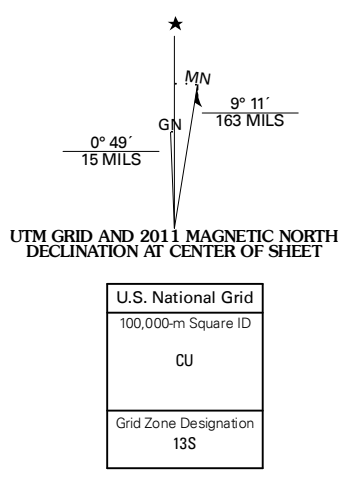 MN
9° 11´
163 MILS
GN
0° 49´
15 MILS
UTM GRID AND 2011 MAGNETIC NORTH
DECLINATION AT CENTER OF SHEET
U.S. National Grid
100,000-m Square ID
CU
Grid Zone Designation
13S